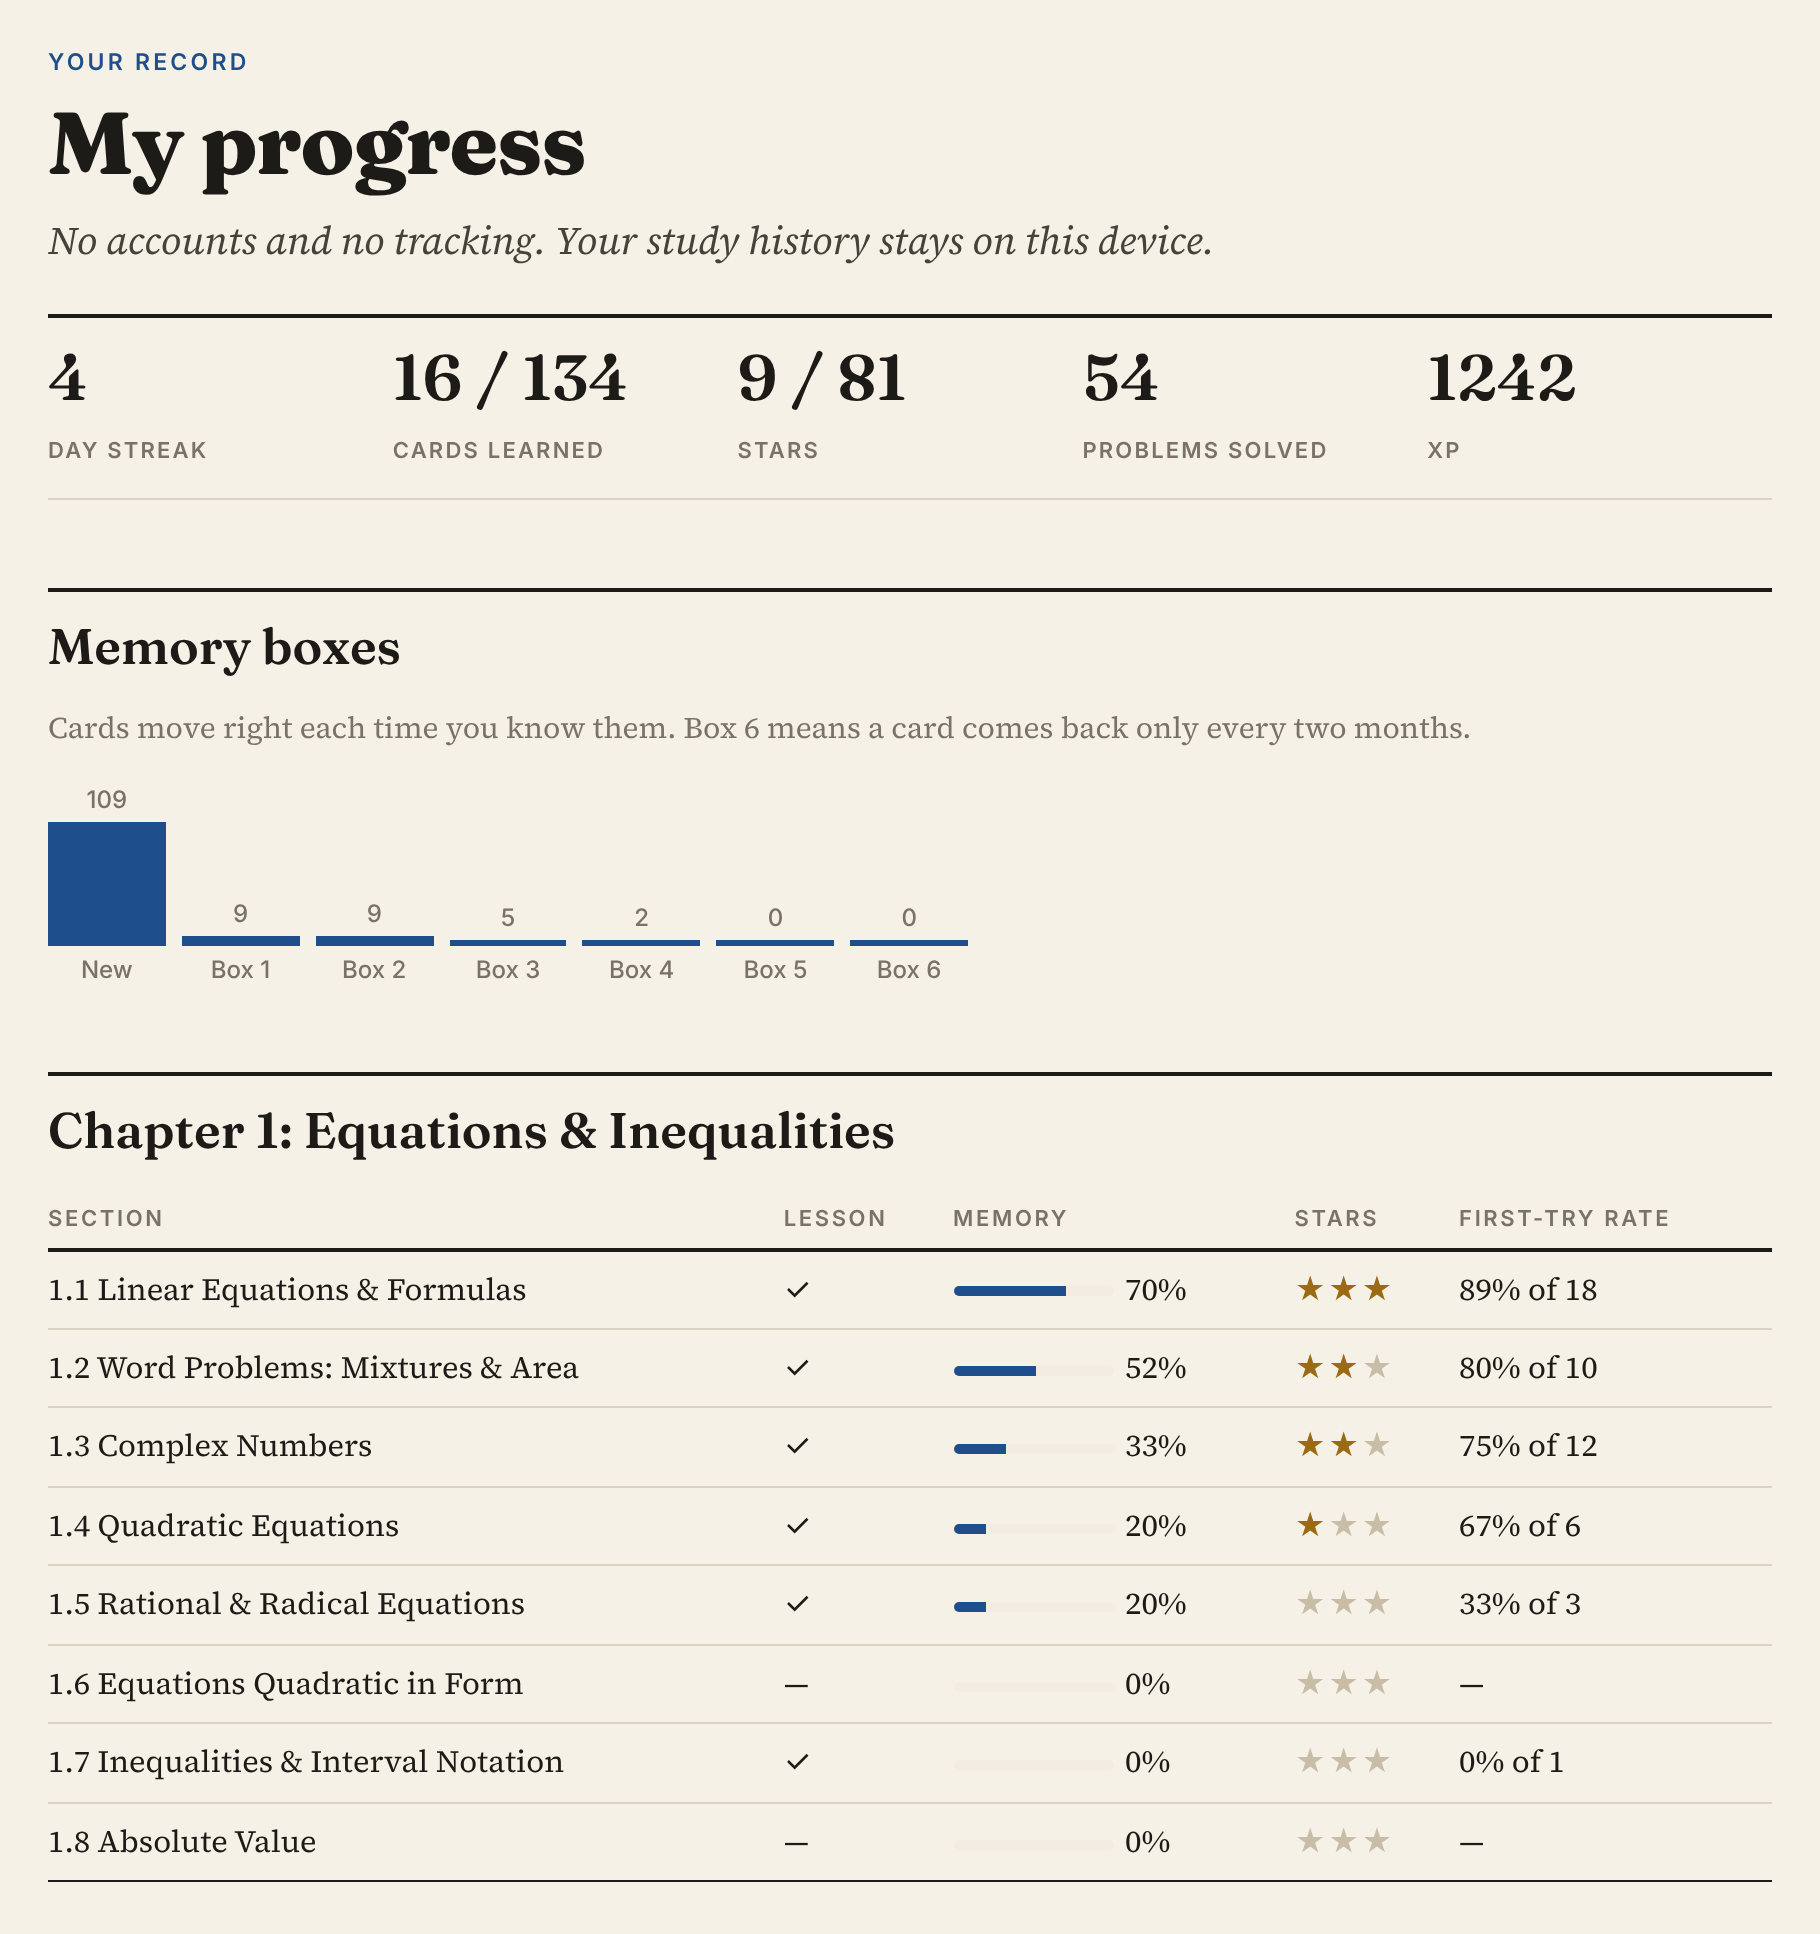 YOUR RECORD
My progress
No accounts and no tracking. Your study history stays on this device.
4 16 / 134 9 / 81 54 1242
DAY STREAK CARDS LEARNED STARS PROBLEMS SOLVED XP
Memory boxes
Cards move right each time you know them. Box 6 means a card comes back only every two months.
109 9 9 5 2 0 0
New Box 1 Box 2 Box 3 Box 4 Box 5 Box 6
Chapter 1: Equations & Inequalities
SECTION LESSON MEMORY STARS FIRST-TRY RATE
1.1 Linear Equations & Formulas ✓ 70% ★★★ 89% of 18
1.2 Word Problems: Mixtures & Area ✓ 52% ★★★ 80% of 10
1.3 Complex Numbers ✓ 33% ★★★ 75% of 12
1.4 Quadratic Equations ✓ 20% ★★★ 67% of 6
1.5 Rational & Radical Equations ✓ 20% ★★★ 33% of 3
1.6 Equations Quadratic in Form — 0% ★★★ —
1.7 Inequalities & Interval Notation ✓ 0% ★★★ 0% of 1
1.8 Absolute Value — 0% ★★★ —